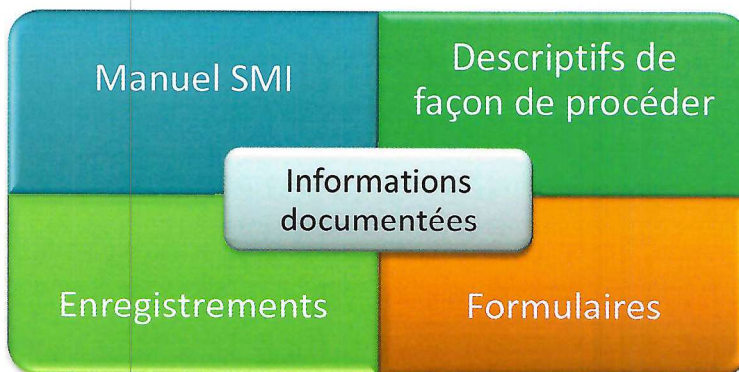 Manuel SMI
Descriptifs de
façon de procéder
Informations
documentées
Enregistrements
Formulaires